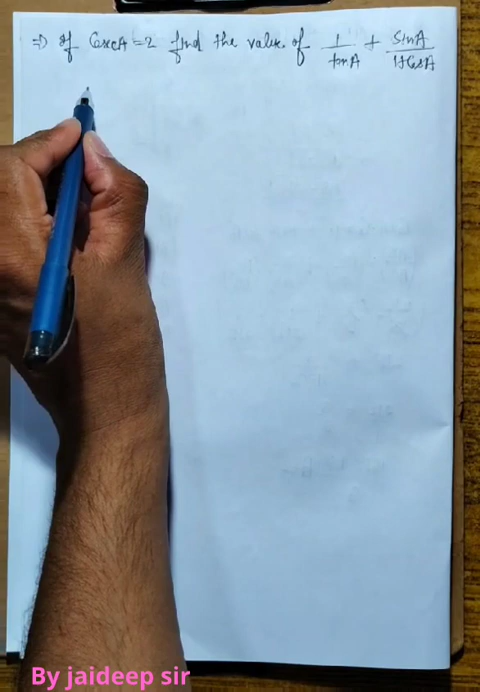 ⇒ If CosecA = 2 find the value of 1/tanA + SinA/1+CosA
By jaideep sir